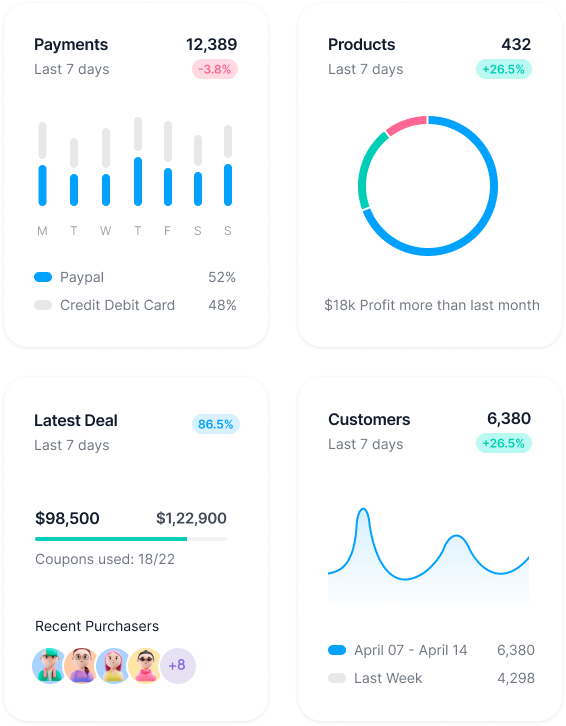 Payments 12,389
Last 7 days -3.8%
M T W T F S S
Paypal 52%
Credit Debit Card 48%
Products 432
Last 7 days +26.5%
$18k Profit more than last month
Latest Deal 86.5%
Last 7 days
$98,500 $1,22,900
Coupons used: 18/22
Recent Purchasers
+8
Customers 6,380
Last 7 days +26.5%
April 07 - April 14 6,380
Last Week 4,298